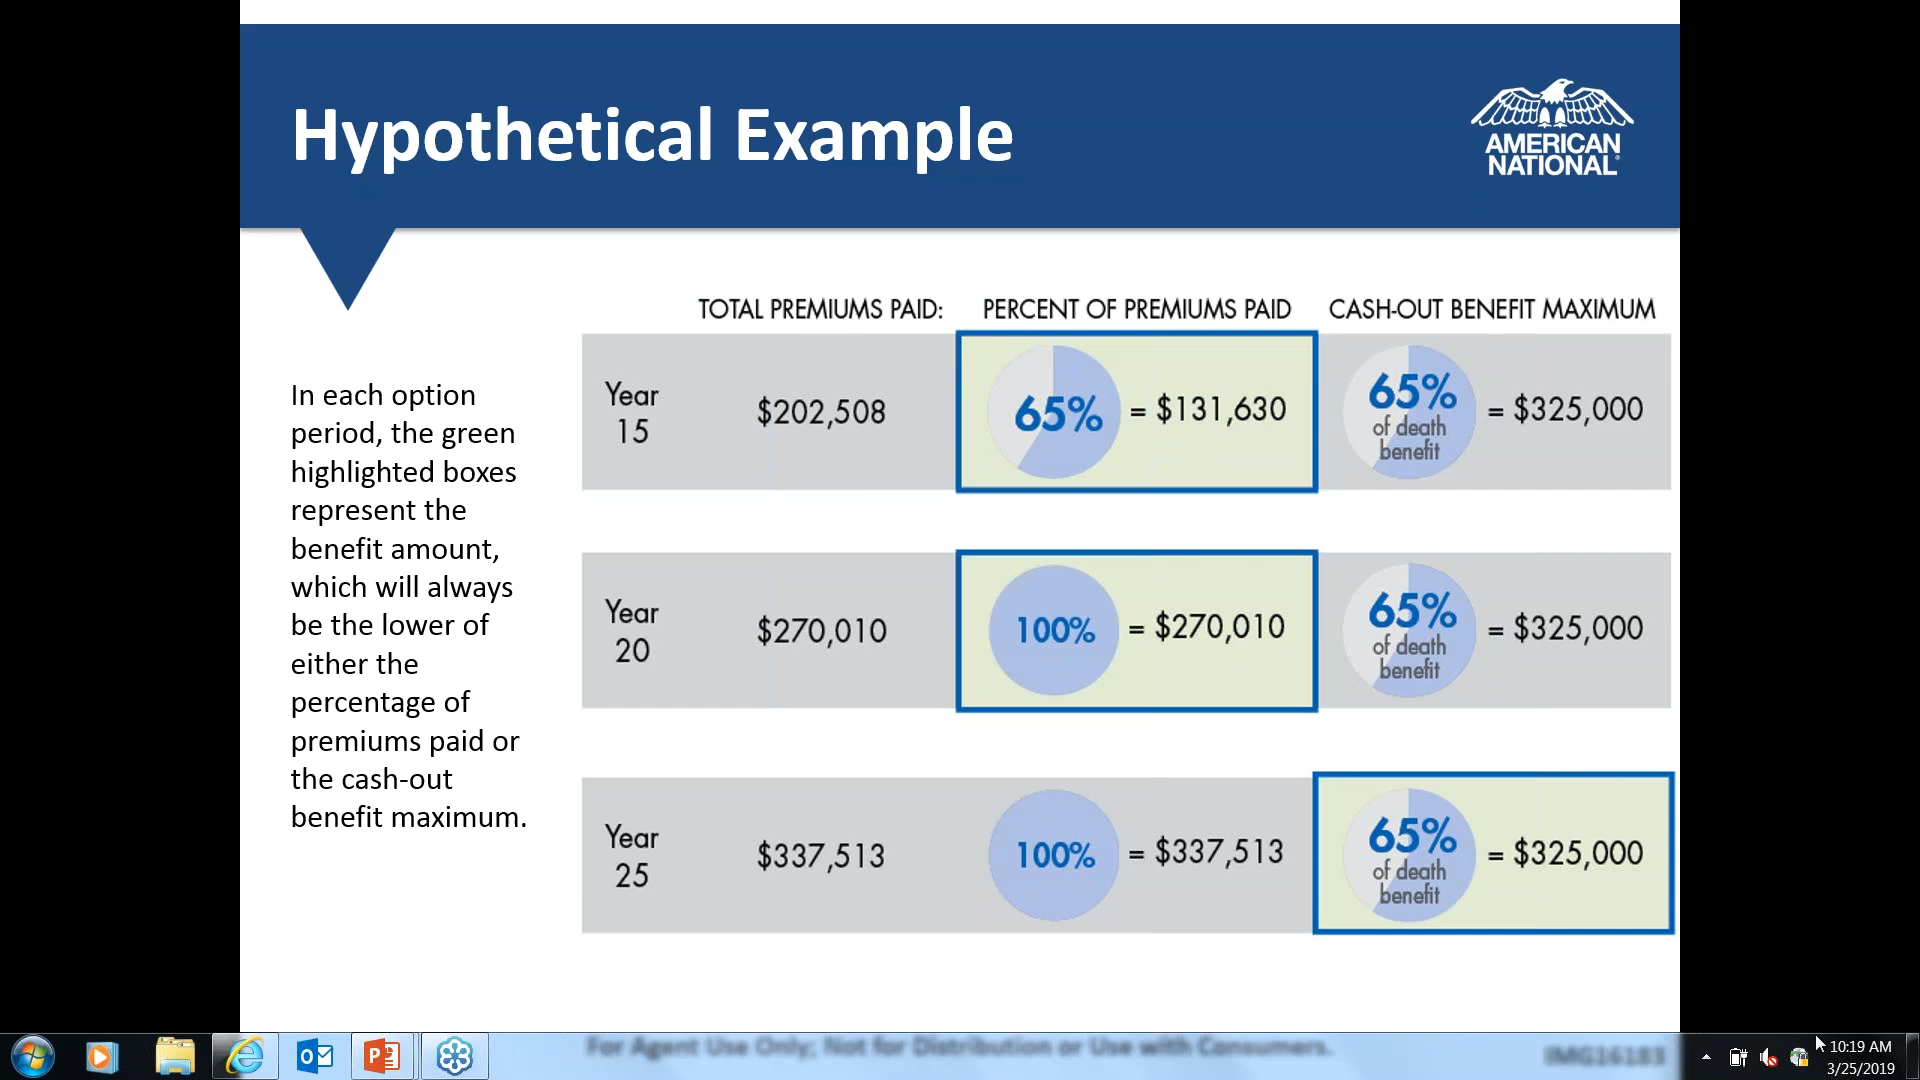 Hypothetical Example
AMERICAN
NATIONAL
In each option
period, the green
highlighted boxes
represent the
benefit amount,
which will always
be the lower of
either the
percentage of
premiums paid or
the cash-out
benefit maximum.
TOTAL PREMIUMS PAID: PERCENT OF PREMIUMS PAID CASH-OUT BENEFIT MAXIMUM
Year
15
$202,508
65% = $131,630
65%
of death
benefit
= $325,000
Year
20
$270,010
100% = $270,010
65%
of death
benefit
= $325,000
Year
25
$337,513
100% = $337,513
65%
of death
benefit
= $325,000
For Agent Use Only; Not for Distribution or Use with Consumers.
IMG16183
10:19 AM
3/25/2019